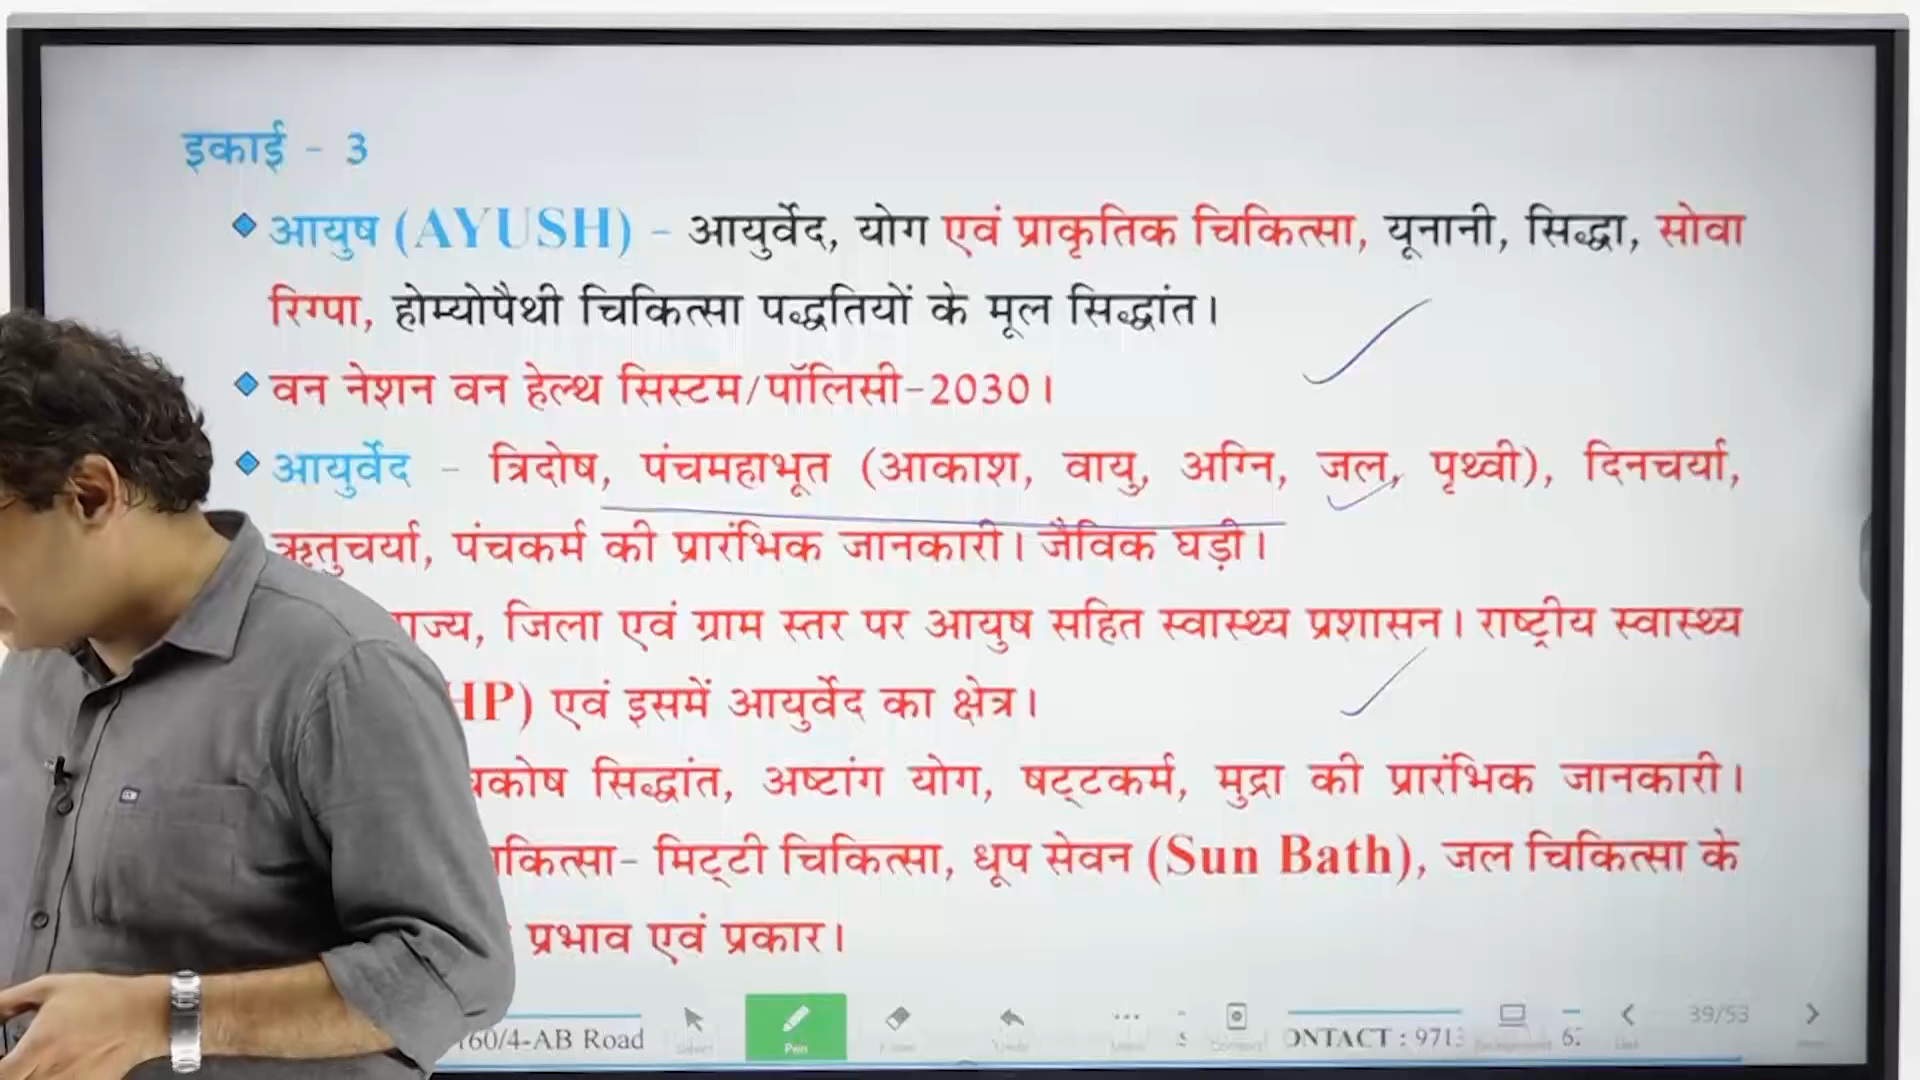 इकाई - 3
आयुष (AYUSH) - आयुर्वेद, योग एवं प्राकृतिक चिकित्सा, यूनानी, सिद्धा, सोवा
रिग्पा, होम्योपैथी चिकित्सा पद्धतियों के मूल सिद्धांत।
वन नेशन वन हेल्थ सिस्टम/पॉलिसी-2030।
आयुर्वेद - त्रिदोष, पंचमहाभूत (आकाश, वायु, अग्नि, जल, पृथ्वी), दिनचर्या,
ऋतुचर्या, पंचकर्म की प्रारंभिक जानकारी। जैविक घड़ी।
जिला एवं ग्राम स्तर पर आयुष सहित स्वास्थ्य प्रशासन। राष्ट्रीय स्वास्थ्य
HP) एवं इसमें आयुर्वेद का क्षेत्र।
सिद्धांत, अष्टांग योग, षट्टकर्म, मुद्रा की प्रारंभिक जानकारी।
मिट्टी चिकित्सा, धूप सेवन (Sun Bath), जल चिकित्सा के
प्रभाव एवं प्रकार।
160/4-AB Road
Pen
ONTACT : 9713
39/53